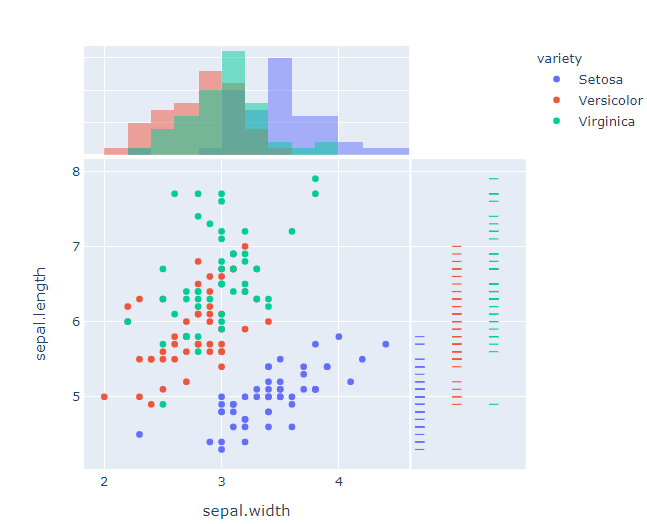 variety
Setosa
Versicolor
Virginica
8
7
6
5
sepal.length
2 3 4
sepal.width